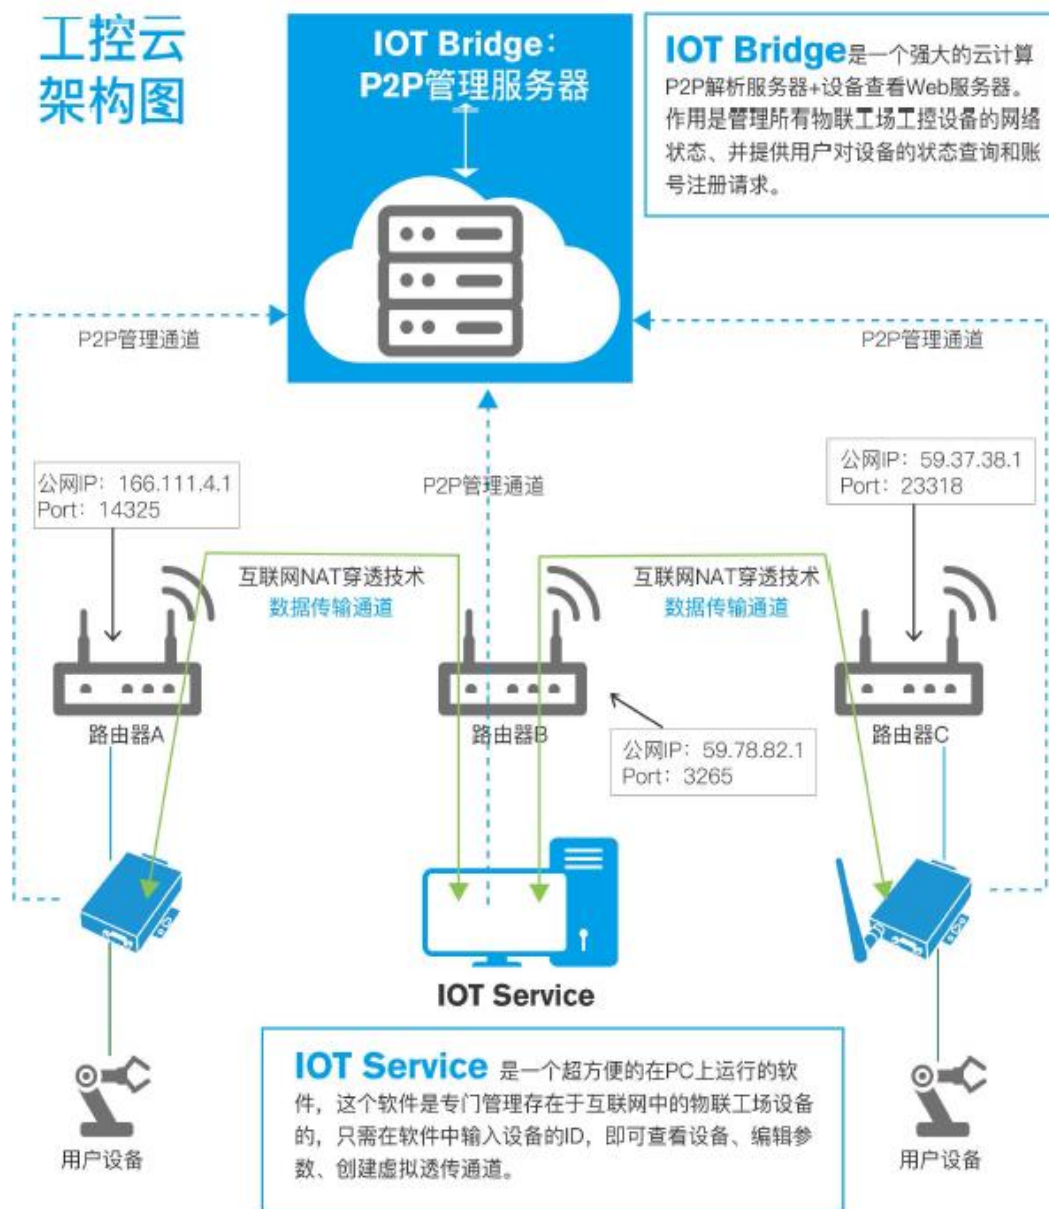 工控云
架构图
IOT Bridge：
P2P管理服务器
IOT Bridge是一个强大的云计算
P2P解析服务器+设备查看Web服务器。
作用是管理所有物联工场工控设备的网络
状态、并提供用户对设备的状态查询和账
号注册请求。
P2P管理通道
P2P管理通道
公网IP：166.111.4.1
Port：14325
P2P管理通道
公网IP：59.37.38.1
Port：23318
互联网NAT穿透技术
数据传输通道
互联网NAT穿透技术
数据传输通道
路由器A
路由器B
路由器C
公网IP：59.78.82.1
Port：3265
IOT Service
IOT Service 是一个超方便的在PC上运行的软
件，这个软件是专门管理存在于互联网中的物联工场设备
的，只需在软件中输入设备的ID，即可查看设备、编辑参
数、创建虚拟透传通道。
用户设备
用户设备